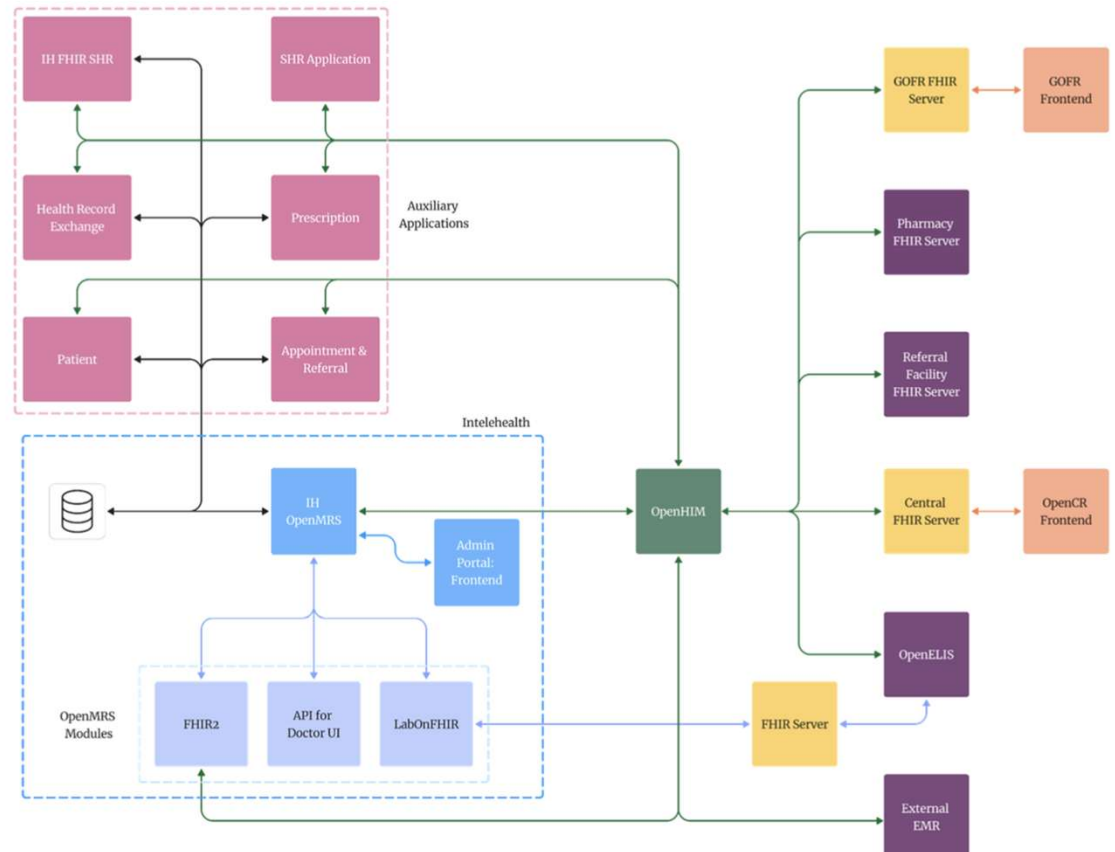 IH FHIR SHR
SHR Application
Health Record
Exchange
Prescription
Auxiliary
Applications
Patient
Appointment &
Referral
Intelehealth
IH
OpenMRS
Admin
Portal:
Frontend
OpenMRS
Modules
FHIR2
API for
Doctor UI
LabOnFHIR
OpenHIM
FHIR Server
GOFR FHIR
Server
GOFR
Frontend
Pharmacy
FHIR Server
Referral
Facility
FHIR Server
Central
FHIR Server
OpenCR
Frontend
OpenELIS
External
EMR